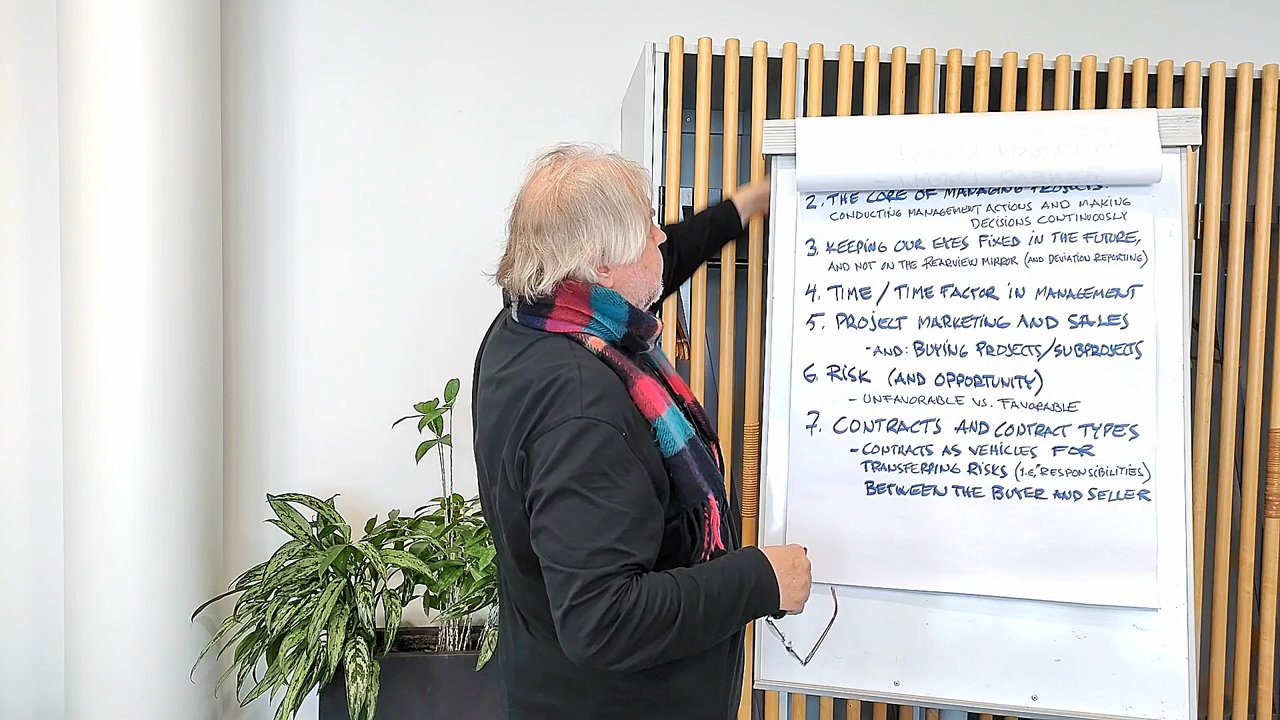 2. THE CORE OF MANAGING PROJECTS:
CONDUCTING MANAGEMENT ACTIONS AND MAKING
DECISIONS CONTINUOUSLY
3. KEEPING OUR EYES FIXED IN THE FUTURE,
AND NOT ON THE REARVIEW MIRROR (AND DEVIATION REPORTING)
4. TIME / TIME FACTOR IN MANAGEMENT
5. PROJECT MARKETING AND SALES
- AND: BUYING PROJECTS/SUBPROJECTS
6. RISK (AND OPPORTUNITY)
- UNFAVORABLE VS. FAVORABLE
7. CONTRACTS AND CONTRACT TYPES
- CONTRACTS AS VEHICLES FOR
TRANSFERRING RISKS (I.E. RESPONSIBILITIES)
BETWEEN THE BUYER AND SELLER